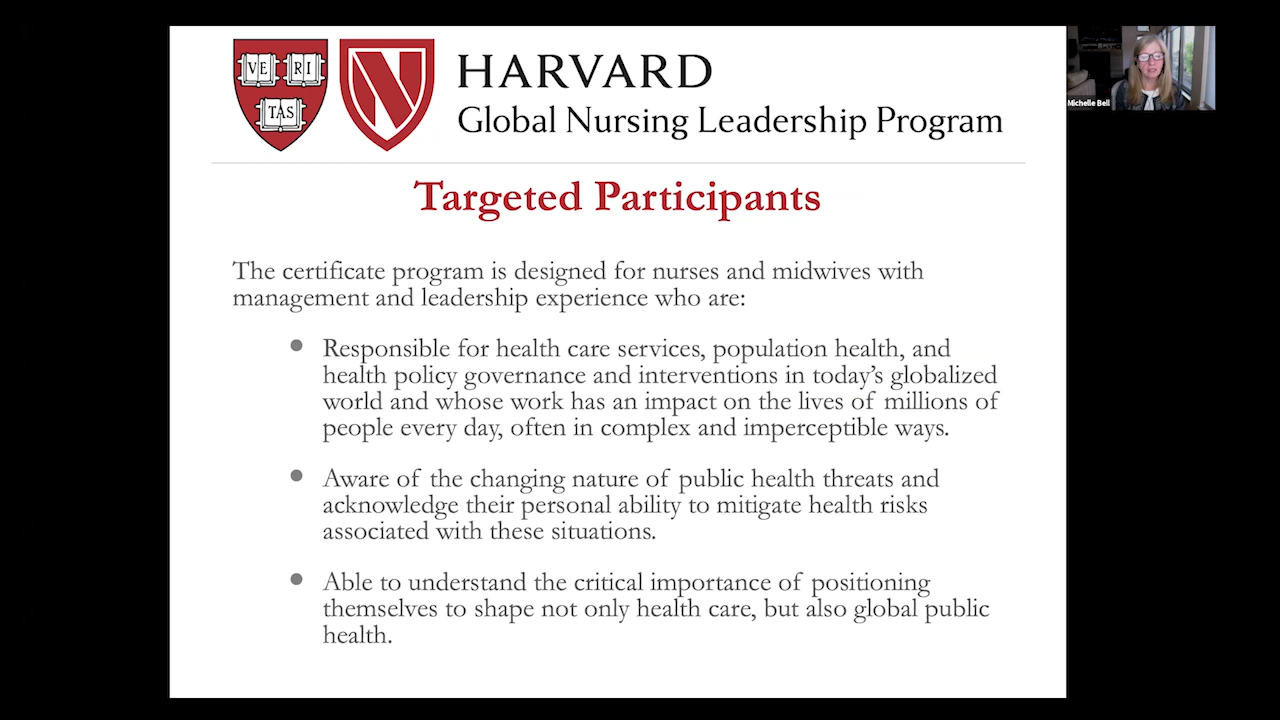 VE RI
TAS
N
HARVARD
Global Nursing Leadership Program
Michelle Bell
Targeted Participants
The certificate program is designed for nurses and midwives with
management and leadership experience who are:
Responsible for health care services, population health, and
health policy governance and interventions in today's globalized
world and whose work has an impact on the lives of millions of
people every day, often in complex and imperceptible ways.
Aware of the changing nature of public health threats and
acknowledge their personal ability to mitigate health risks
associated with these situations.
Able to understand the critical importance of positioning
themselves to shape not only health care, but also global public
health.